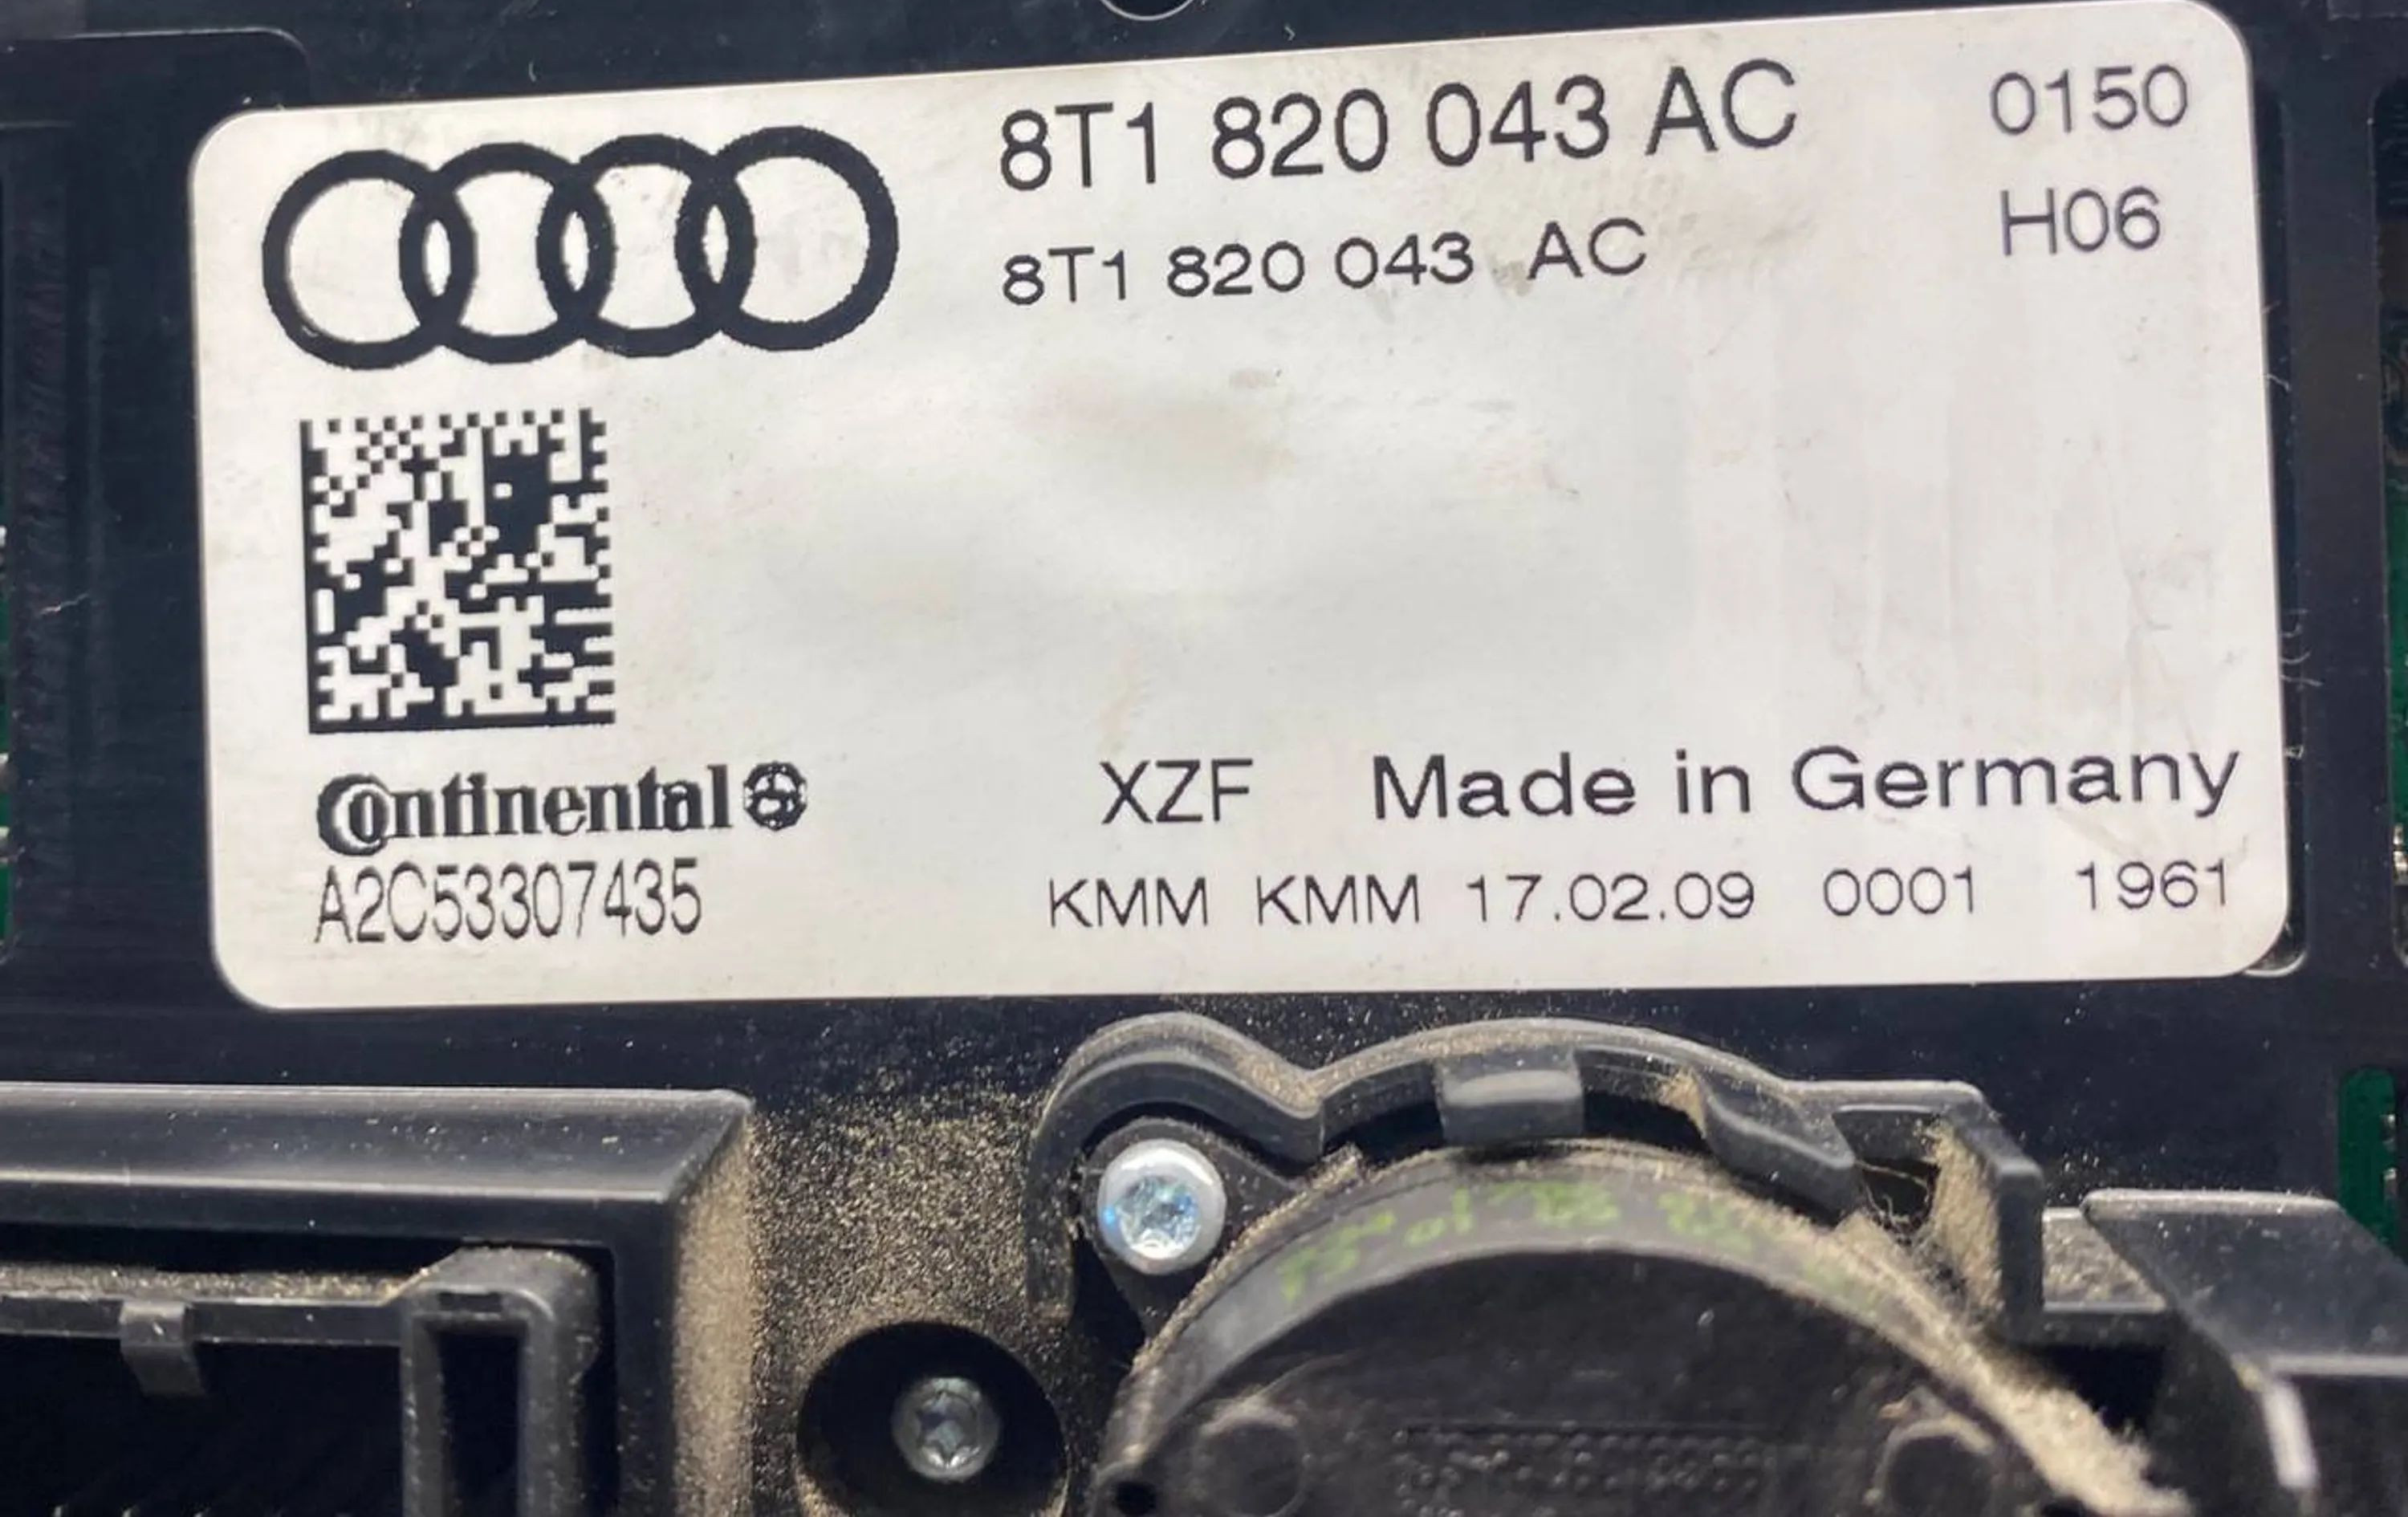 8T1 820 043 AC 0150
8T1 820 043 AC H06
Continental
XZF Made in Germany
A2C53307435
KMM KMM 17.02.09 0001 1961